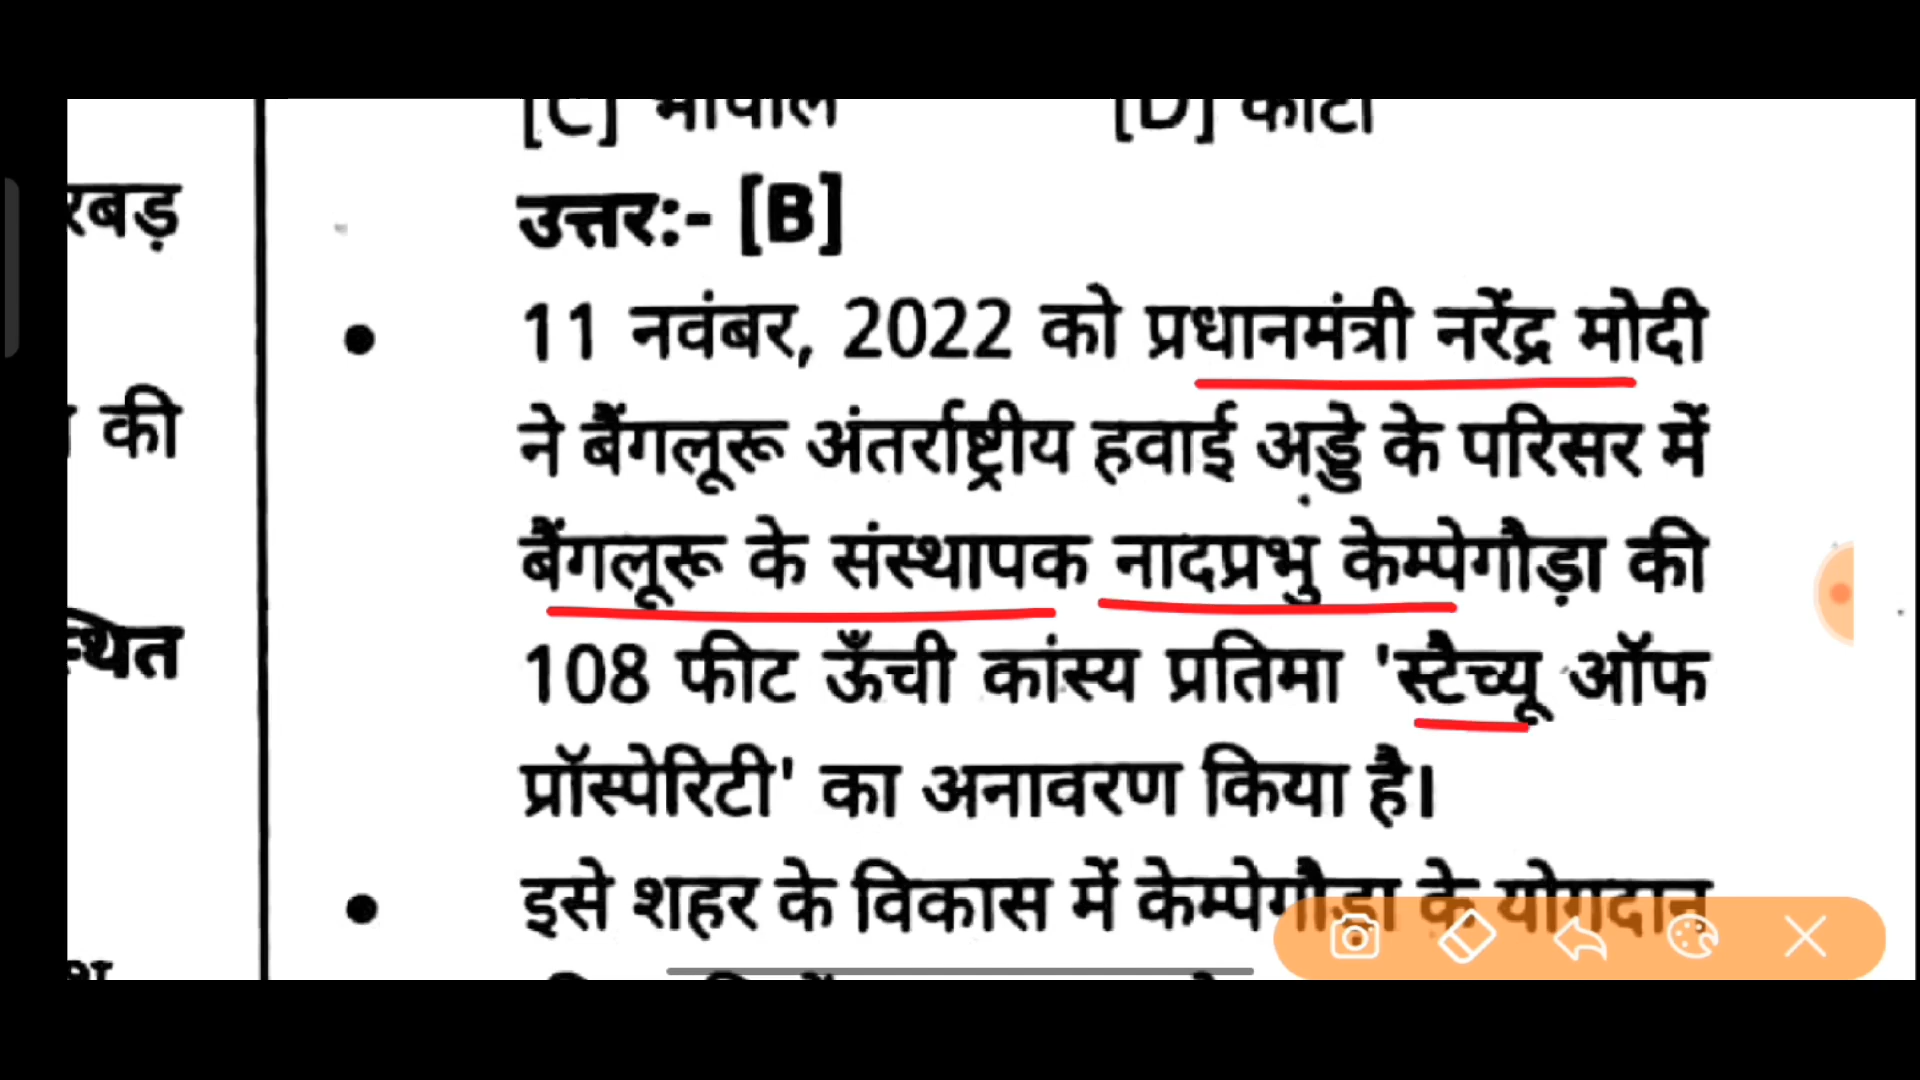 [C] भोपाल [D] कोटा
रबड़
उत्तरः- [B]
11 नवंबर, 2022 को प्रधानमंत्री नरेंद्र मोदी
की
ने बैंगलूरू अंतर्राष्ट्रीय हवाई अड्डे के परिसर में
बैंगलूरू के संस्थापक नादप्रभु केम्पेगौड़ा की
स्थित
108 फीट ऊँची कांस्य प्रतिमा 'स्टैच्यू ऑफ
प्रॉस्पेरिटी' का अनावरण किया है।
इसे शहर के विकास में केम्पेगौड़ा के योगदान